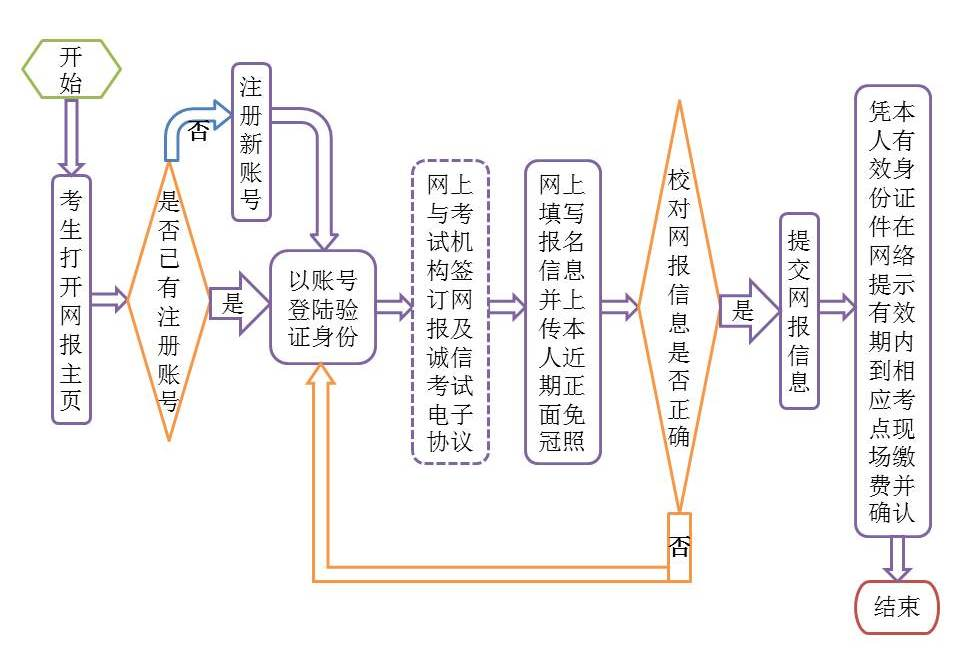 开
始
考
生
打
开
网
报
主
页
是
否
已
有
注
册
账
号
否
注
册
新
账
号
是
以账号
登陆验
证身份
网上
与考
试机
构签
订网
报及
诚信
考试
电子
协议
网上
填写
报名
信息
并上
传本
人近
期正
面免
冠照
校
对
网
报
信
息
是
否
正
确
否
是
提
交
网
报
信
息
凭本
人有
效身
份证
件在
网络
提示
有效
期内
到相
应考
点现
场缴
费并
确认
结束